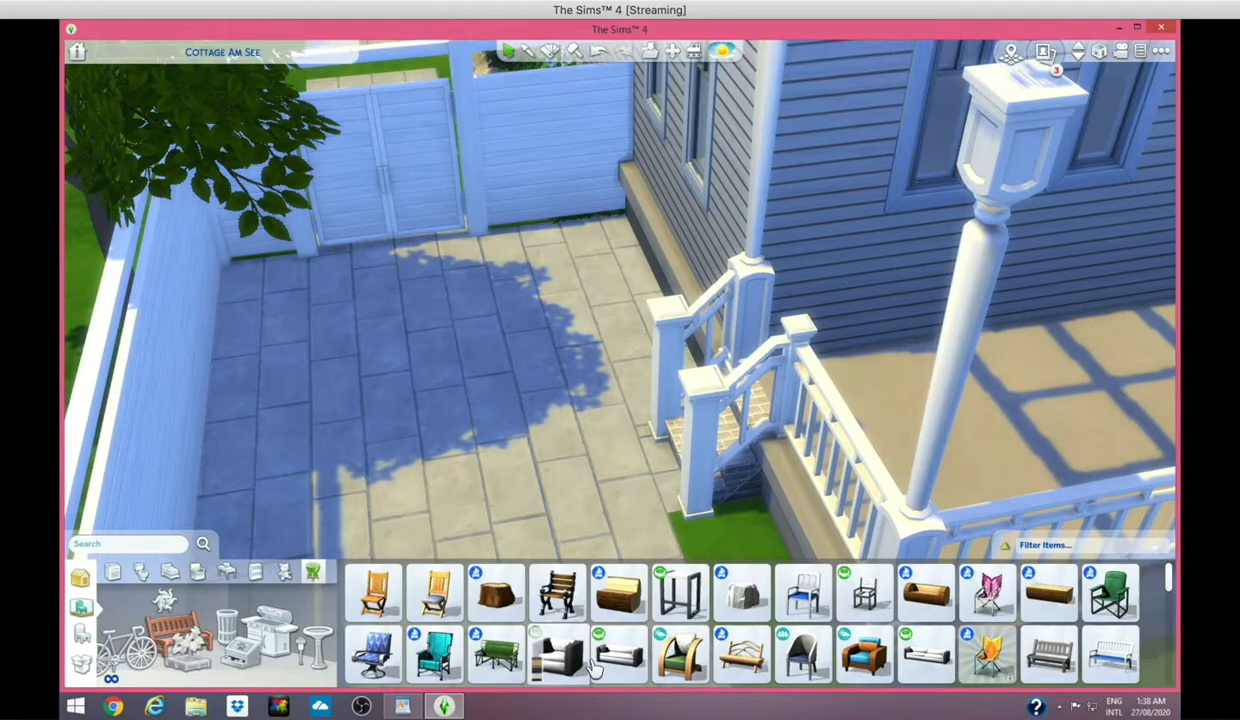 The Sims™ 4 [Streaming]
The Sims™ 4
Cottage Am See
3
Search
Filter Items...
∞
ENG
INTL
1:38 AM
27/08/2020